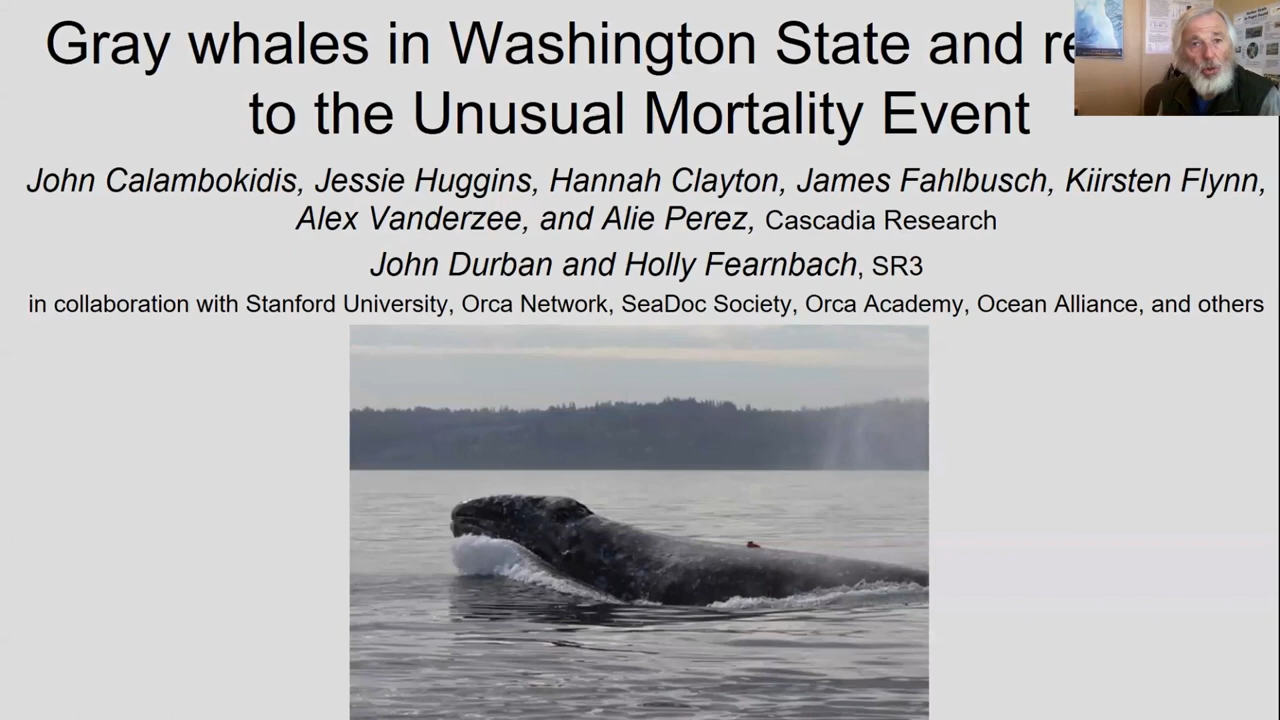 Gray whales in Washington State and
to the Unusual Mortality Event
John Calambokidis, Jessie Huggins, Hannah Clayton, James Fahlbusch, Kiirsten Flynn,
Alex Vanderzee, and Alie Perez, Cascadia Research
John Durban and Holly Fearnbach, SR3
in collaboration with Stanford University, Orca Network, SeaDoc Society, Orca Academy, Ocean Alliance, and others